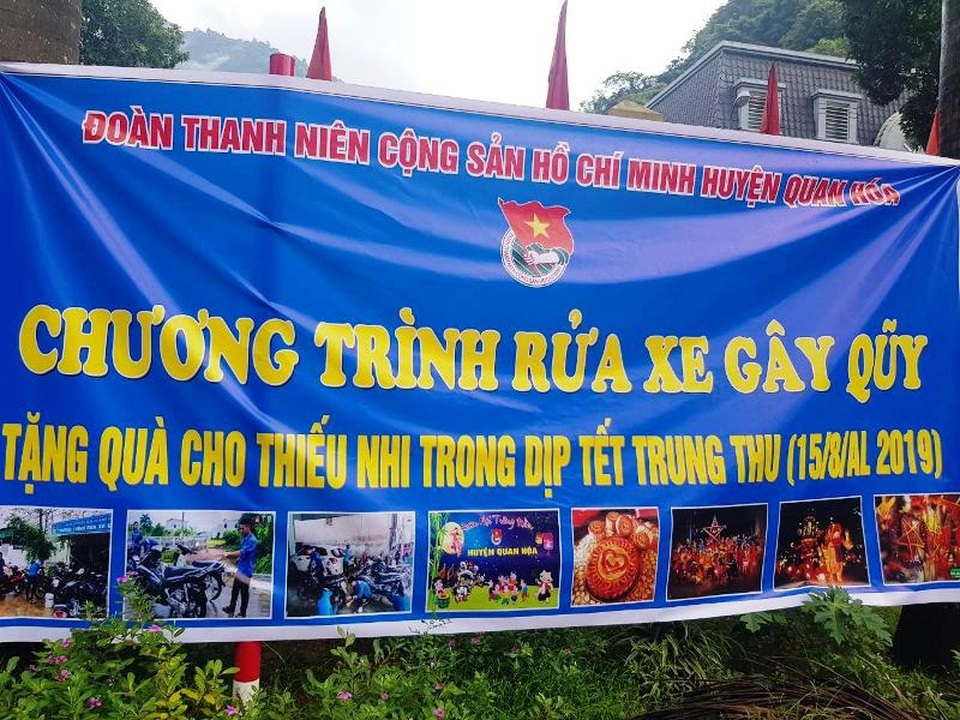 ĐOÀN THANH NIÊN CỘNG SẢN HỒ CHÍ MINH HUYỆN QUAN HÓA
CHƯƠNG TRÌNH RỬA XE GÂY QŨY
TẶNG QUÀ CHO THIẾU NHI TRONG DỊP TẾT TRUNG THU (15/8/AL 2019)
HUYỆN QUAN HÓA